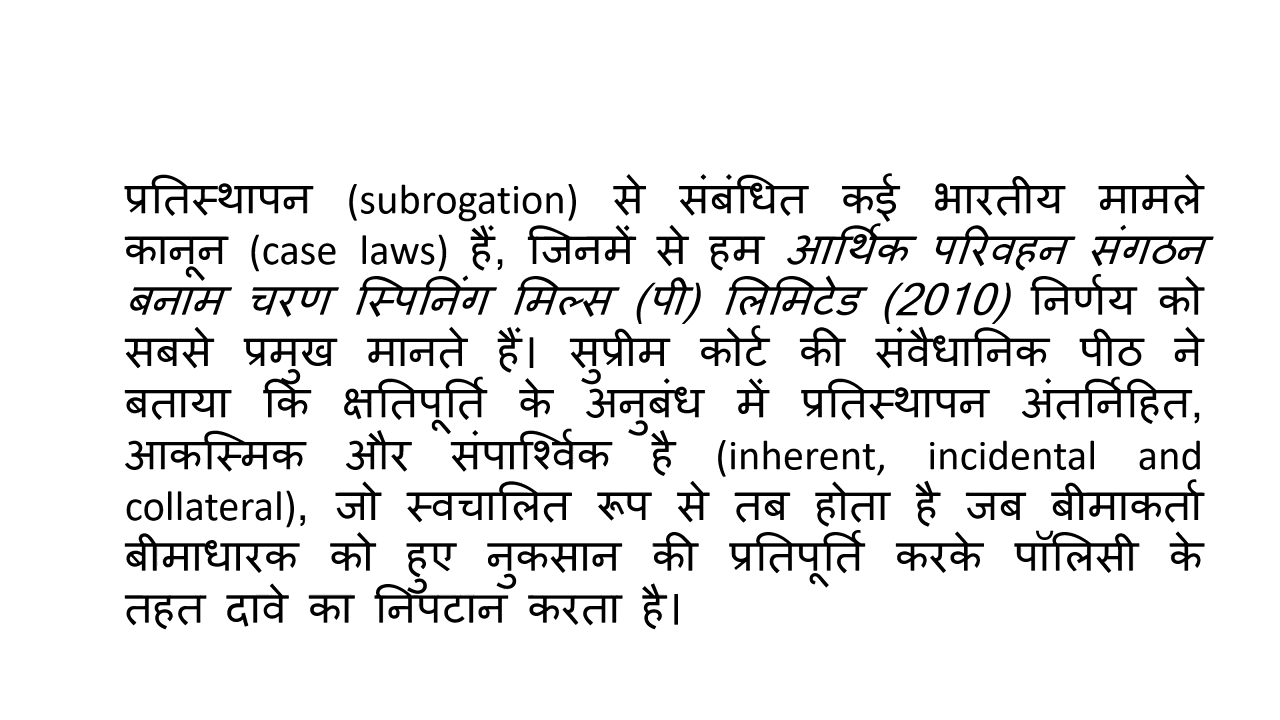 प्रतिस्थापन (subrogation) से संबंधित कई भारतीय मामले
कानून (case laws) हैं, जिनमें से हम आर्थिक परिवहन संगठन
बनाम चरण स्पिनिंग मिल्स (पी) लिमिटेड (2010) निर्णय को
सबसे प्रमुख मानते हैं। सुप्रीम कोर्ट की संवैधानिक पीठ ने
बताया कि क्षतिपूर्ति के अनुबंध में प्रतिस्थापन अंतर्निहित,
आकस्मिक और संपार्श्विक है (inherent, incidental and
collateral), जो स्वचालित रूप से तब होता है जब बीमाकर्ता
बीमाधारक को हुए नुकसान की प्रतिपूर्ति करके पॉलिसी के
तहत दावे का निपटान करता है।